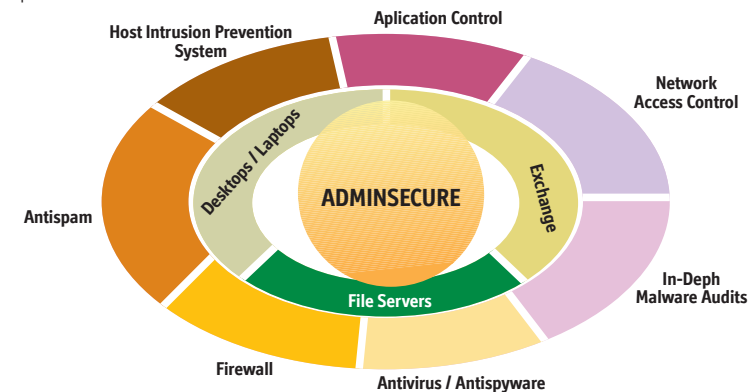 Aplication Control
Host Intrusion Prevention
System
Network
Access Control
Desktops / Laptops
Exchange
ADMINSECURE
Antispam
In-Deph
Malware Audits
File Servers
Firewall
Antivirus / Antispyware